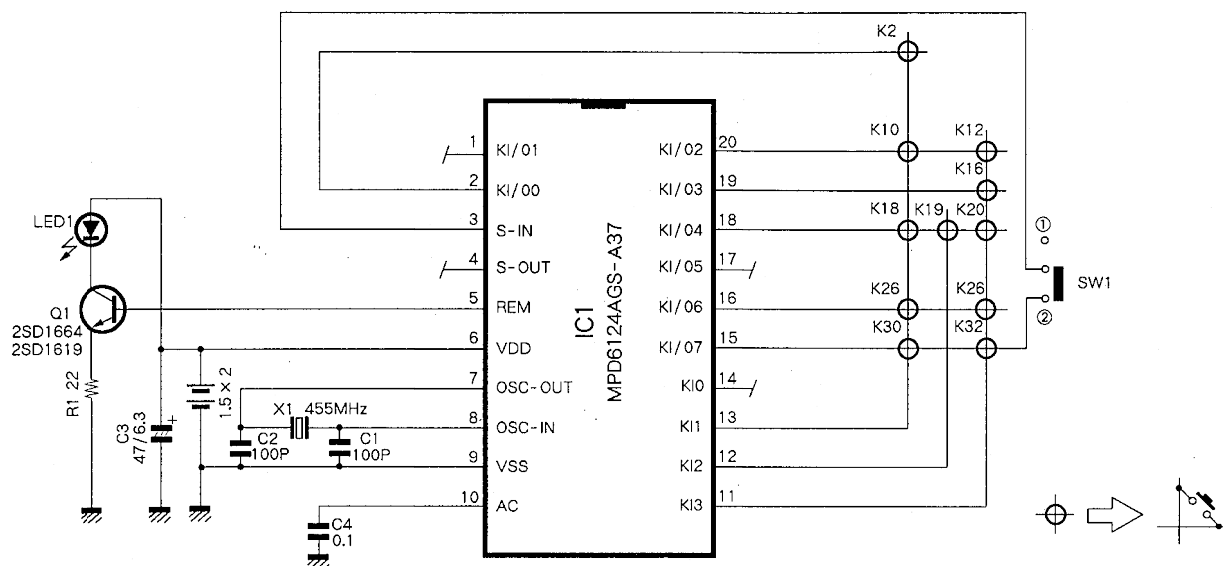 K2
1
KI/01
KI/02
20
K10
K12
2
KI/00
KI/03
19
K16
LED1
3
S-IN
KI/04
18
K18
K19
K20
①
4
S-OUT
KI/05
17
SW1
5
REM
KI/06
16
K26
K26
②
Q1
2SD1664
2SD1619
IC1
MPD6124AGS-A37
6
VDD
KI/07
15
K30
K32
7
OSC-OUT
KI0
14
R1 22
1.5×2
X1 455MHz
8
OSC-IN
KI1
13
C3
47/6.3
+
C2
100P
C1
100P
9
VSS
KI2
12
10
AC
KI3
11
C4
0.1